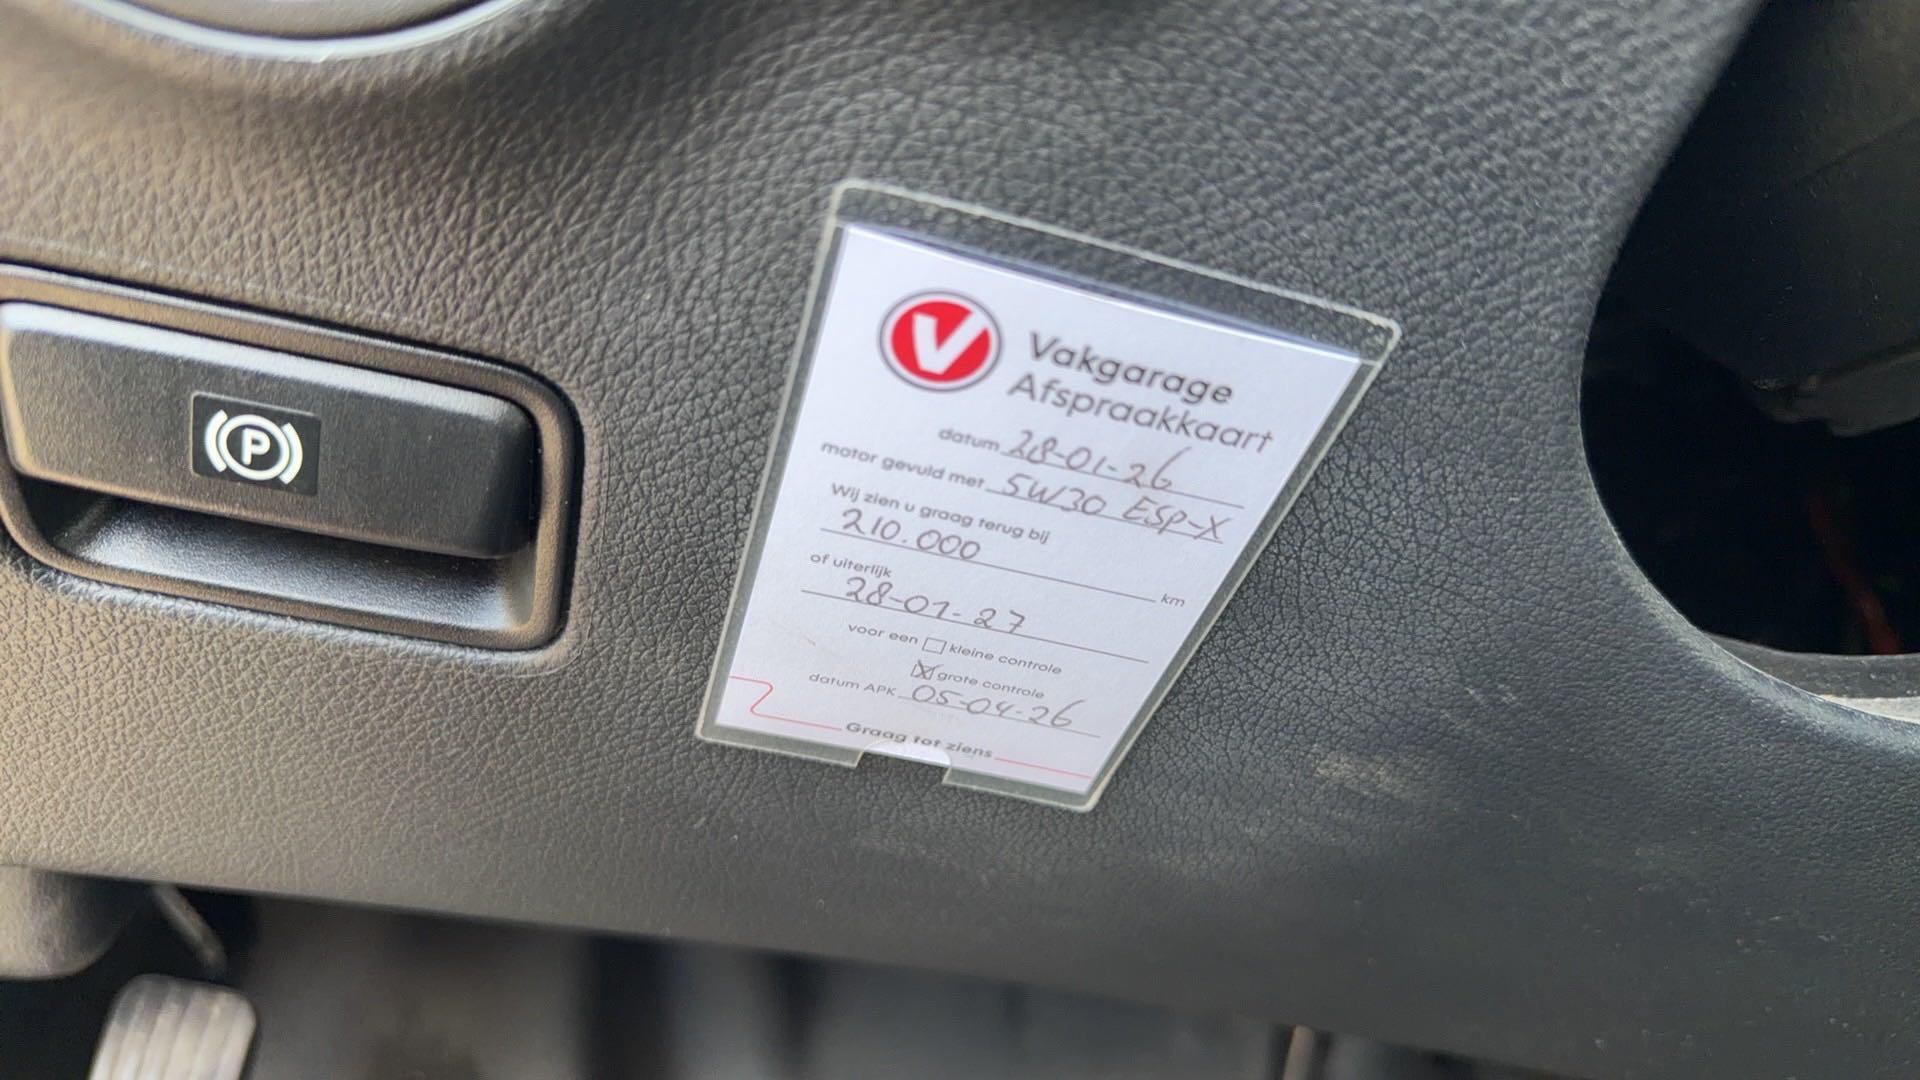 P
V
Vakgarage
Afspraakkaart
datum 28-01-26
motor gevuld met 5W30 ESP-X
Wij zien u graag terug bij
210.000 km
of uiterlijk
28-01-27
voor een kleine controle
grote controle
datum APK 05-04-26
Graag tot ziens